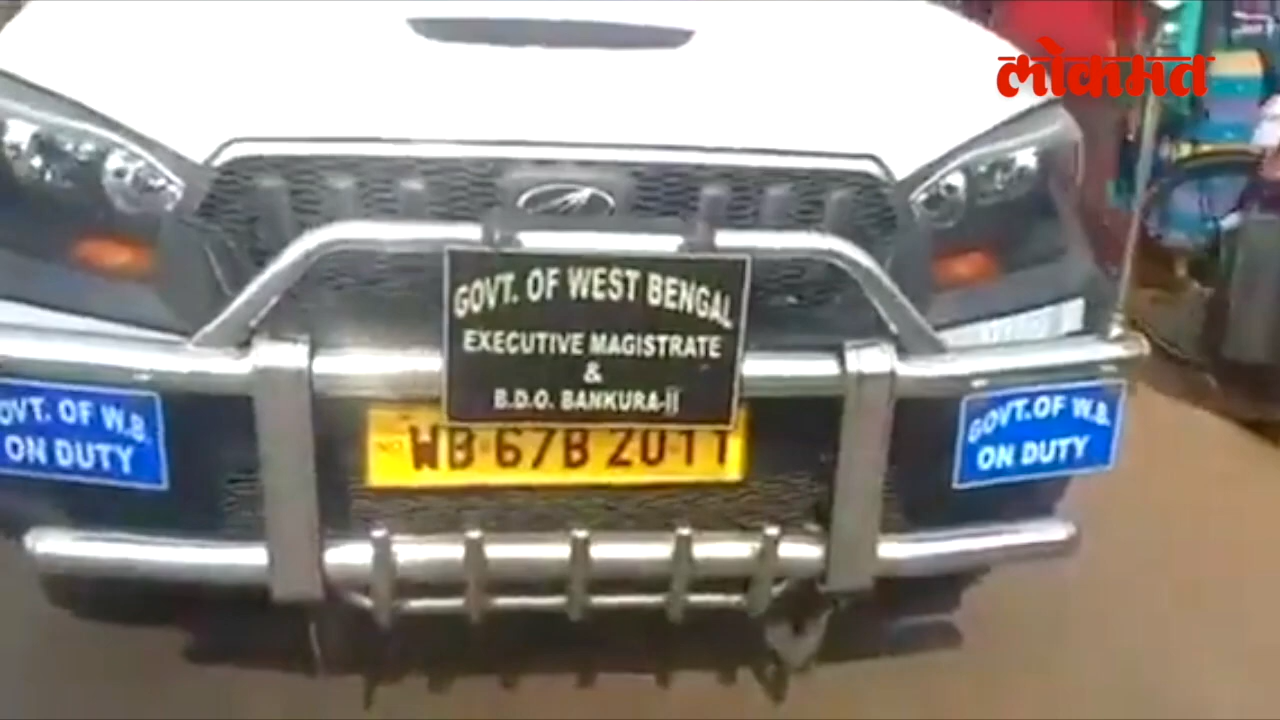 लोकमत
GOVT. OF WEST BENGAL
EXECUTIVE MAGISTRATE
&
B.D.O. BANKURA-II
OVT. OF W.B.
ON DUTY
GOVT. OF W.B.
ON DUTY
WB 67B 2011